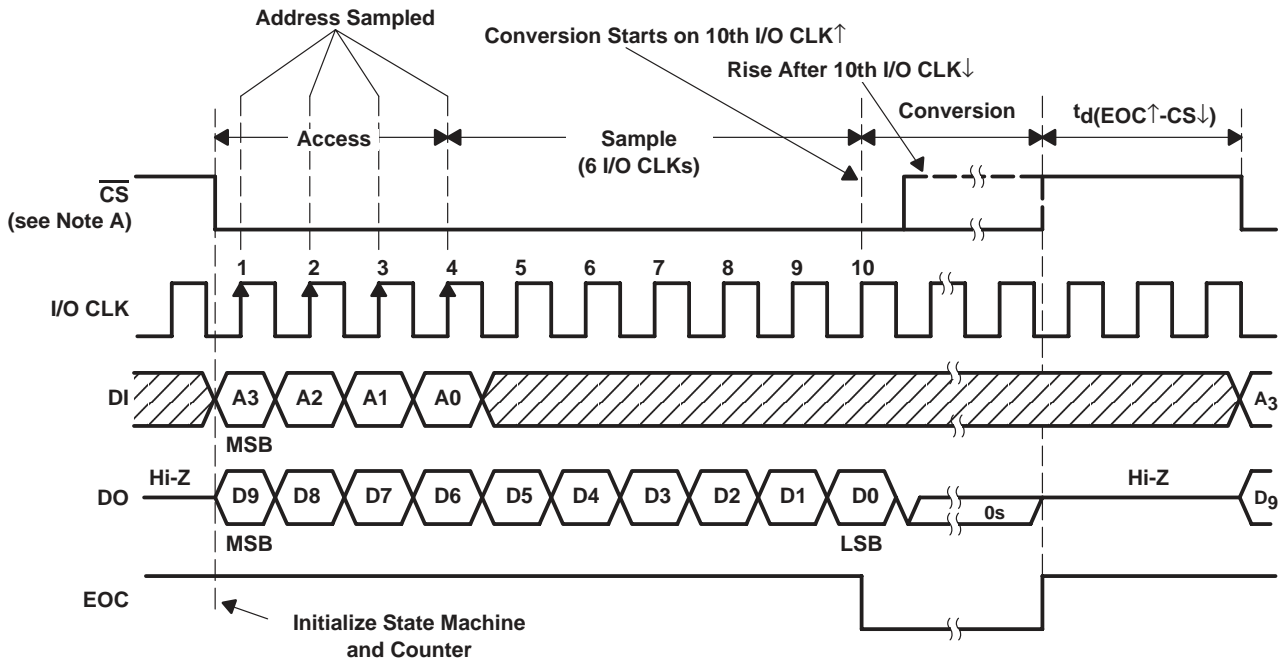 Address Sampled
Conversion Starts on 10th I/O CLK↑
Rise After 10th I/O CLK↓
Access
Sample
(6 I/O CLKs)
Conversion
td(EOC↑-CS↓)
CS
(see Note A)
1 2 3 4 5 6 7 8 9 10
I/O CLK
DI
A3 A2 A1 A0 A3
MSB
Hi-Z
Hi-Z
DO
D9 D8 D7 D6 D5 D4 D3 D2 D1 D0 0s D9
MSB
LSB
EOC
Initialize State Machine
and Counter